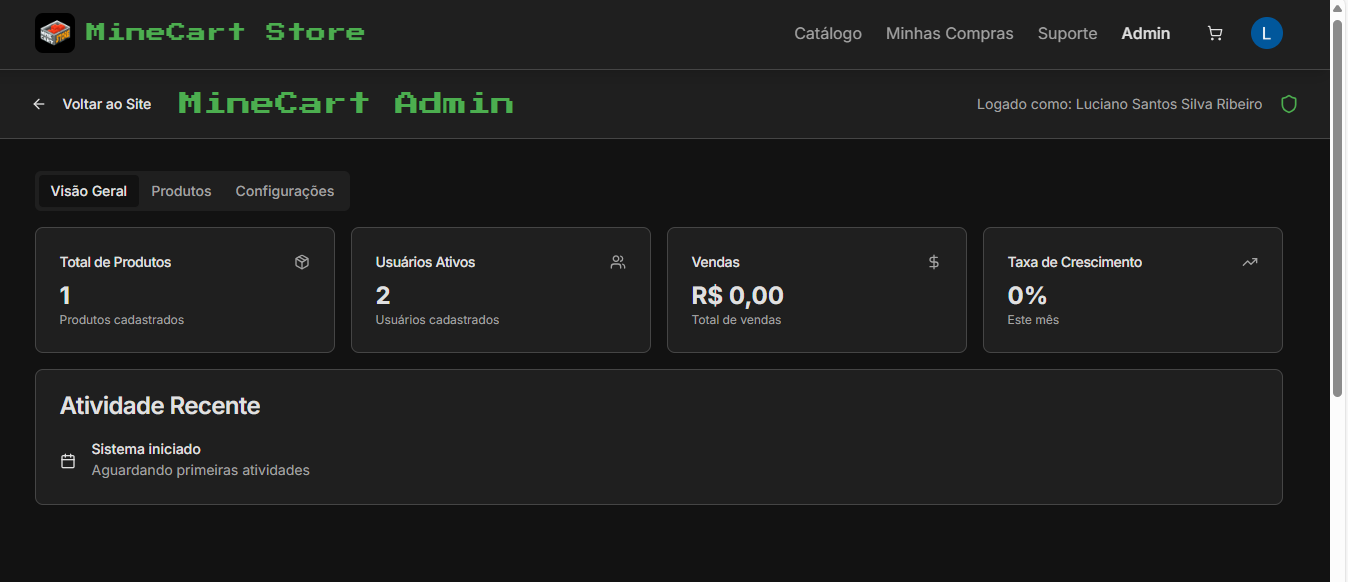 MineCart Store
Catálogo Minhas Compras Suporte Admin L
Voltar ao Site MineCart Admin Logado como: Luciano Santos Silva Ribeiro
Visão Geral Produtos Configurações
Total de Produtos
1
Produtos cadastrados
Usuários Ativos
2
Usuários cadastrados
Vendas
R$ 0,00
Total de vendas
Taxa de Crescimento
0%
Este mês
Atividade Recente
Sistema iniciado
Aguardando primeiras atividades